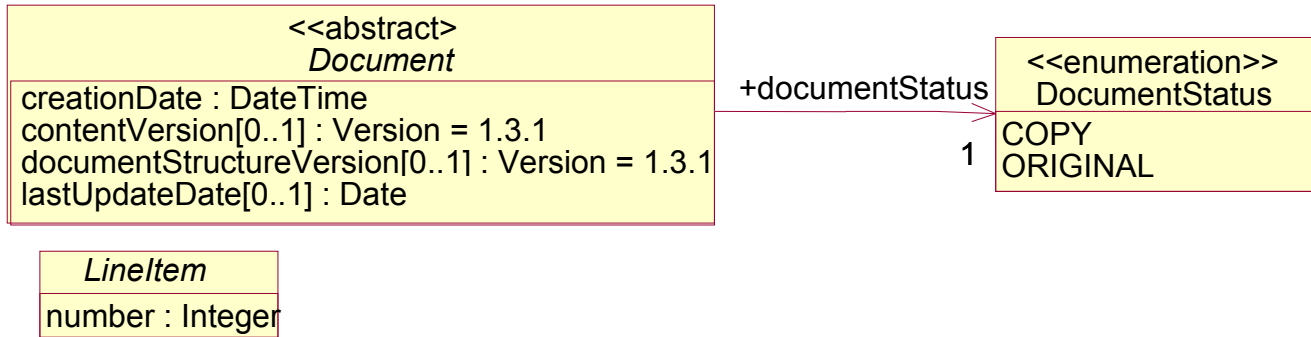 <<abstract>
Document
creationDate : DateTime
contentVersion[0..1] : Version = 1.3.1
documentStructureVersion[0..1] : Version = 1.3.1
lastUpdateDate[0..1] : Date
+documentStatus
1
<<enumeration>>
DocumentStatus
COPY
ORIGINAL
LineItem
number : Integer